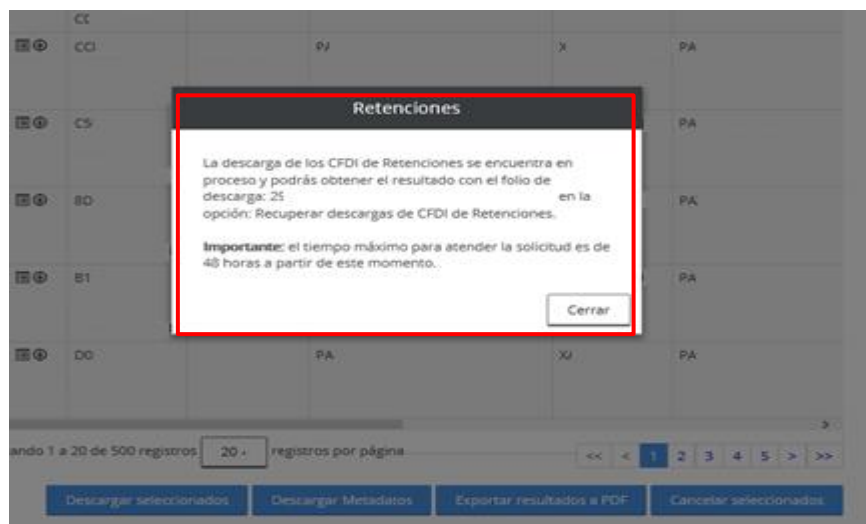 CC
CCI PA X PA
Retenciones
CS PA
La descarga de los CFDI de Retenciones se encuentra en
proceso y podrás obtener el resultado con el folio de
descarga: 29 en la
opción: Recuperar descargas de CFDI de Retenciones.
8D PA
Importante: el tiempo máximo para atender la solicitud es de
48 horas a partir de este momento.
B1 PA
Cerrar
D0 PA XA PA
ando 1 a 20 de 500 registros 20 registros por página << < 1 2 3 4 5 > >>
Descargar seleccionados Descargar Metadatos Exportar resultados a PDF Cancelar seleccionados